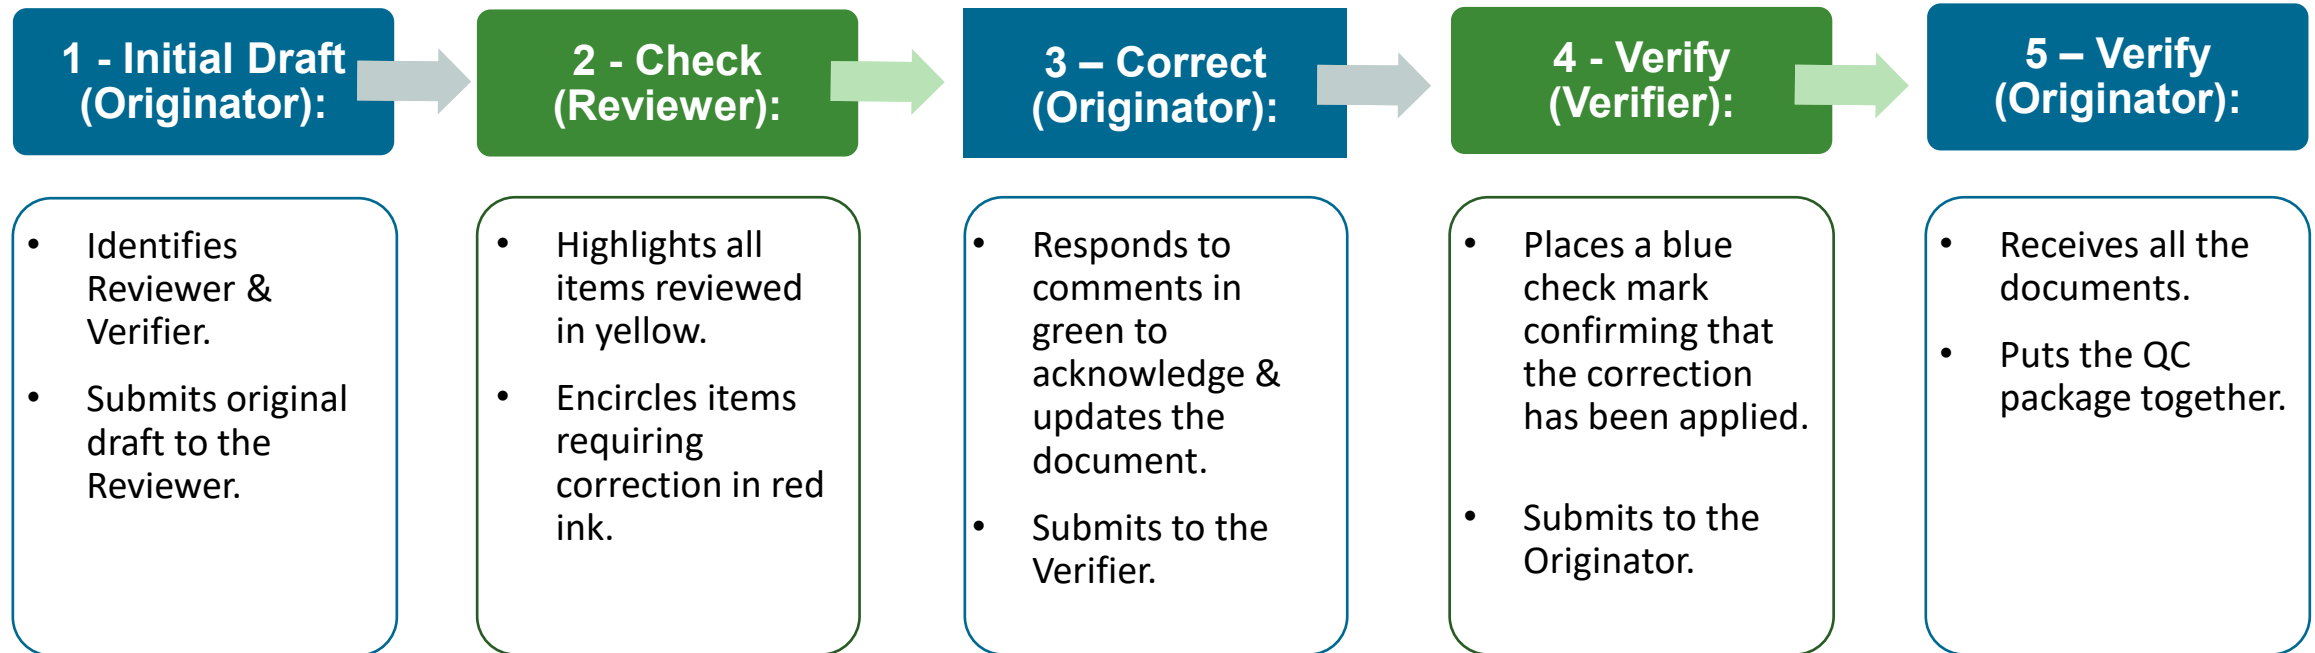 1 - Initial Draft
(Originator):
2 - Check
(Reviewer):
3 – Correct
(Originator):
4 - Verify
(Verifier):
5 – Verify
(Originator):
• Identifies
Reviewer &
Verifier.
• Submits original
draft to the
Reviewer.
• Highlights all
items reviewed
in yellow.
• Encircles items
requiring
correction in red
ink.
• Responds to
comments in
green to
acknowledge &
updates the
document.
• Submits to the
Verifier.
• Places a blue
check mark
confirming that
the correction
has been applied.
• Submits to the
Originator.
• Receives all the
documents.
• Puts the QC
package together.